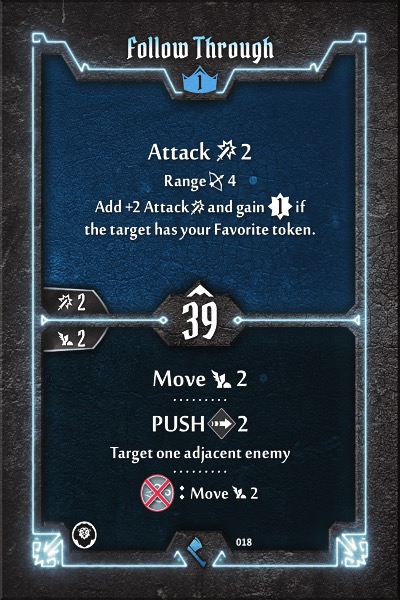 Follow Through
1
Attack 2
Range 4
Add +2 Attack and gain 1 if
the target has your Favorite token.
2
39
2
Move 2
PUSH 2
Target one adjacent enemy
: Move 2
018